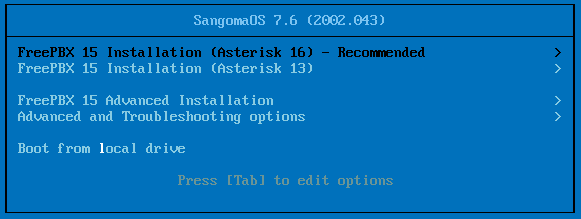 SangomaOS 7.6 (2002.043)
FreePBX 15 Installation (Asterisk 16) - Recommended >
FreePBX 15 Installation (Asterisk 13) >
FreePBX 15 Advanced Installation >
Advanced and Troubleshooting options >
Boot from local drive
Press [Tab] to edit options